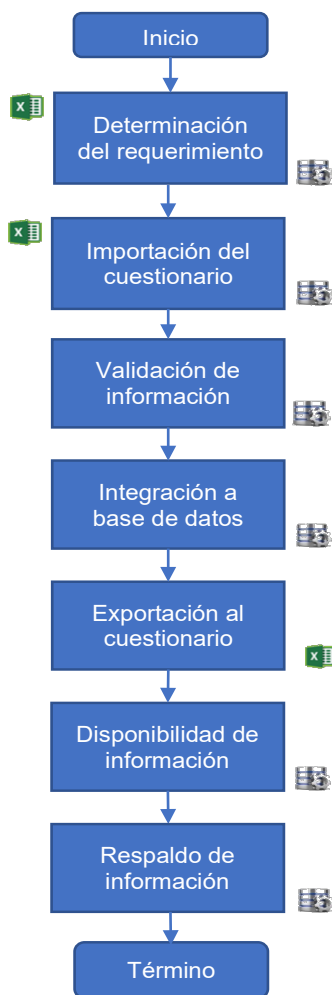 Inicio
Determinación
del requerimiento
Importación del
cuestionario
Validación de
información
Integración a
base de datos
Exportación al
cuestionario
Disponibilidad de
información
Respaldo de
información
Término